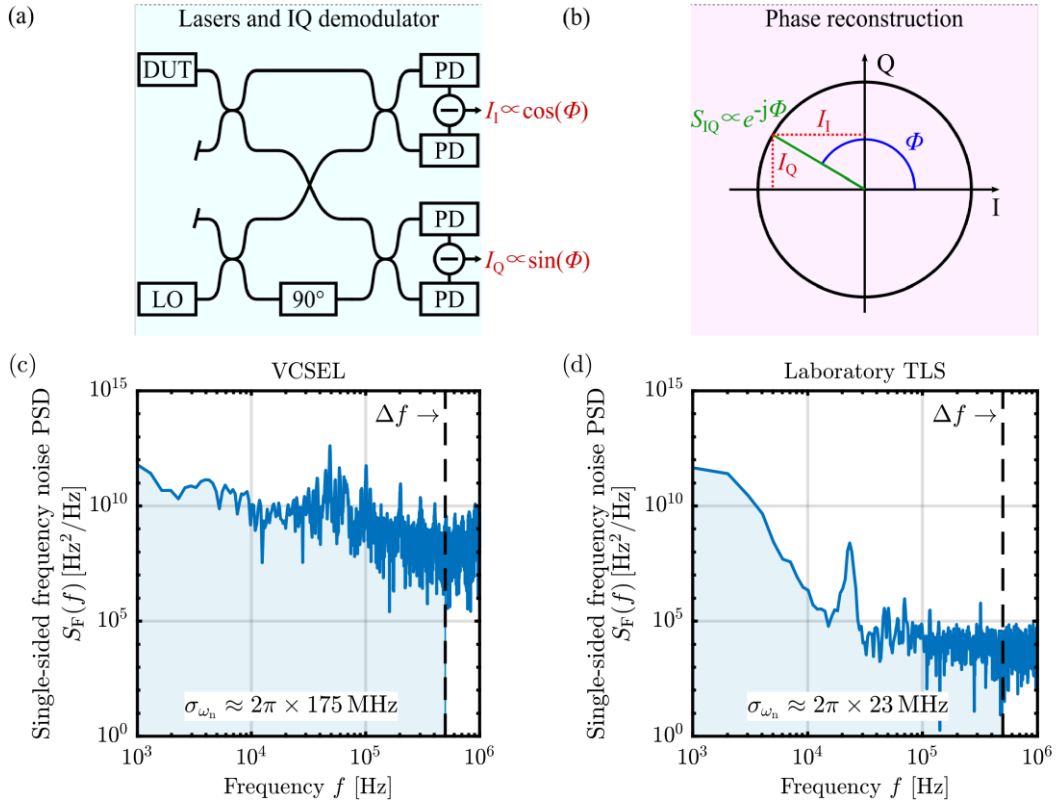 (a)
Lasers and IQ demodulator
DUT
PD
PD
I_I∝cos(Φ)
PD
I_Q∝sin(Φ)
LO
90°
PD
(b)
Phase reconstruction
Q
S_IQ∝e^-jΦ
I_I
Φ
I_Q
I
(c)
VCSEL
Single-sided frequency noise PSD
S_F(f) [Hz²/Hz]
10^15
10^10
10^5
10^0
Δf →
σ_ωn ≈ 2π × 175 MHz
10^3
10^4
10^5
10^6
Frequency f [Hz]
(d)
Laboratory TLS
Single-sided frequency noise PSD
S_F(f) [Hz²/Hz]
10^15
10^10
10^5
10^0
Δf →
σ_ωn ≈ 2π × 23 MHz
10^3
10^4
10^5
10^6
Frequency f [Hz]